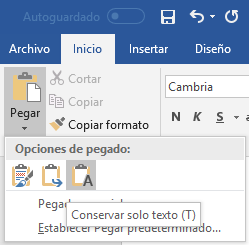 Autoguardado
Archivo Inicio Insertar Diseño
Pegar
Cortar
Copiar
Copiar formato
Cambria
N K S
Opciones de pegado:
A
Conservar solo texto (T)
Establecer Pegar predeterminado...